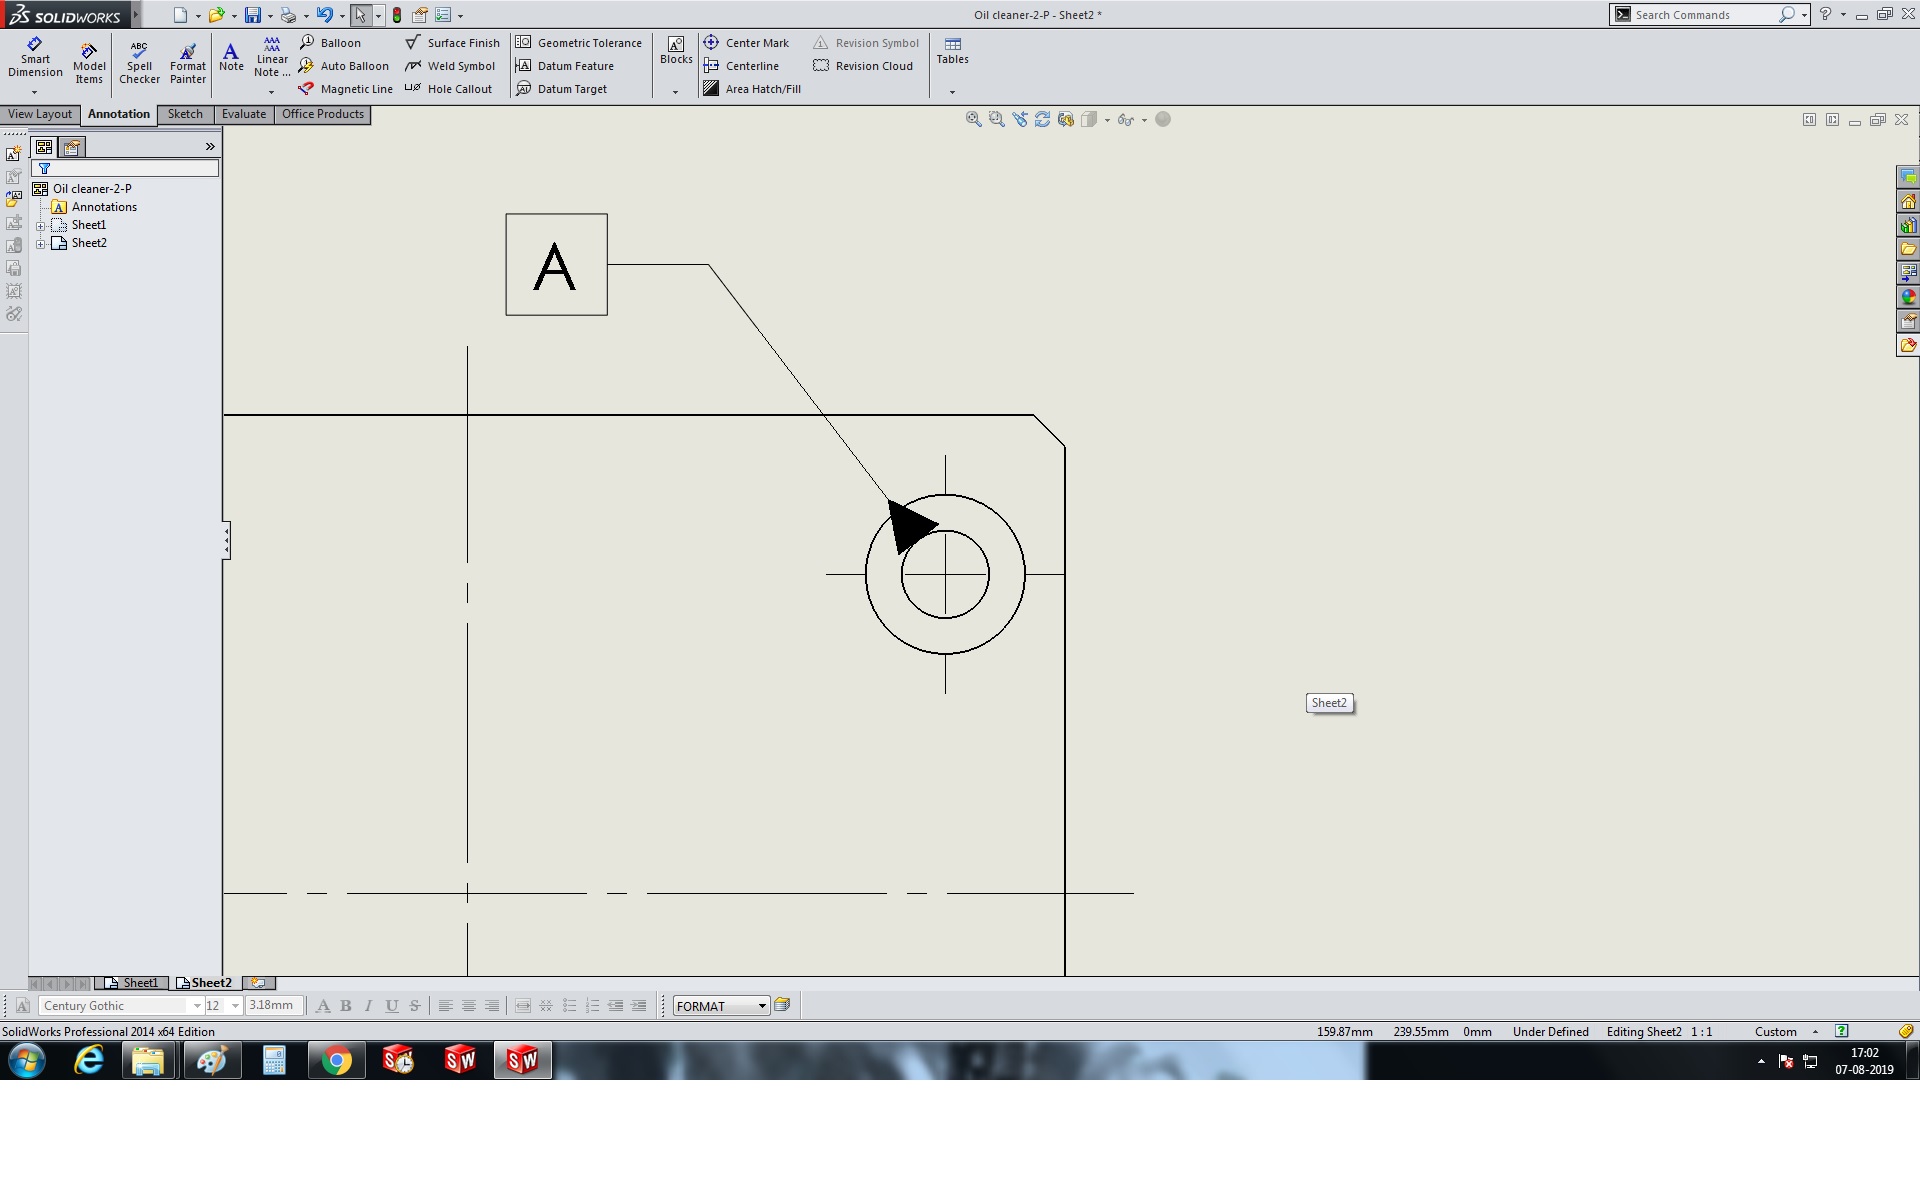 SOLIDWORKS
Oil cleaner-2-P - Sheet2 *
Search Commands
Smart Dimension
Model Items
Spell Checker
Format Painter
Note
Linear Note ...
Balloon
Auto Balloon
Magnetic Line
Surface Finish
Weld Symbol
Hole Callout
Geometric Tolerance
Datum Feature
Datum Target
Blocks
Center Mark
Centerline
Area Hatch/Fill
Revision Symbol
Revision Cloud
Tables
View Layout Annotation Sketch Evaluate Office Products
Oil cleaner-2-P
Annotations
Sheet1
Sheet2
A
Sheet2
Sheet1 Sheet2
Century Gothic 12 3.18mm A B I U S FORMAT
SolidWorks Professional 2014 x64 Edition 159.87mm 239.55mm 0mm Under Defined Editing Sheet2 1 : 1 Custom
17:02
07-08-2019